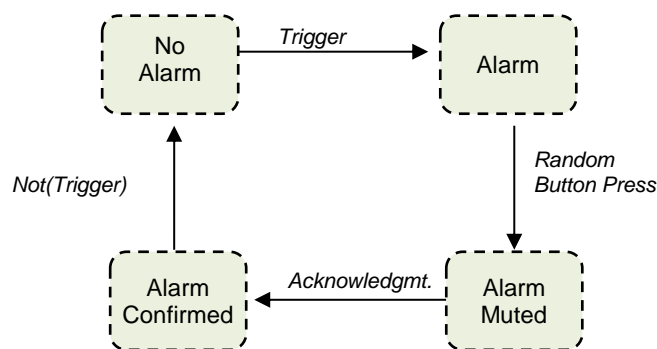 No
Alarm
Trigger
Alarm
Random
Button Press
Not(Trigger)
Alarm
Confirmed
Acknowledgmt.
Alarm
Muted